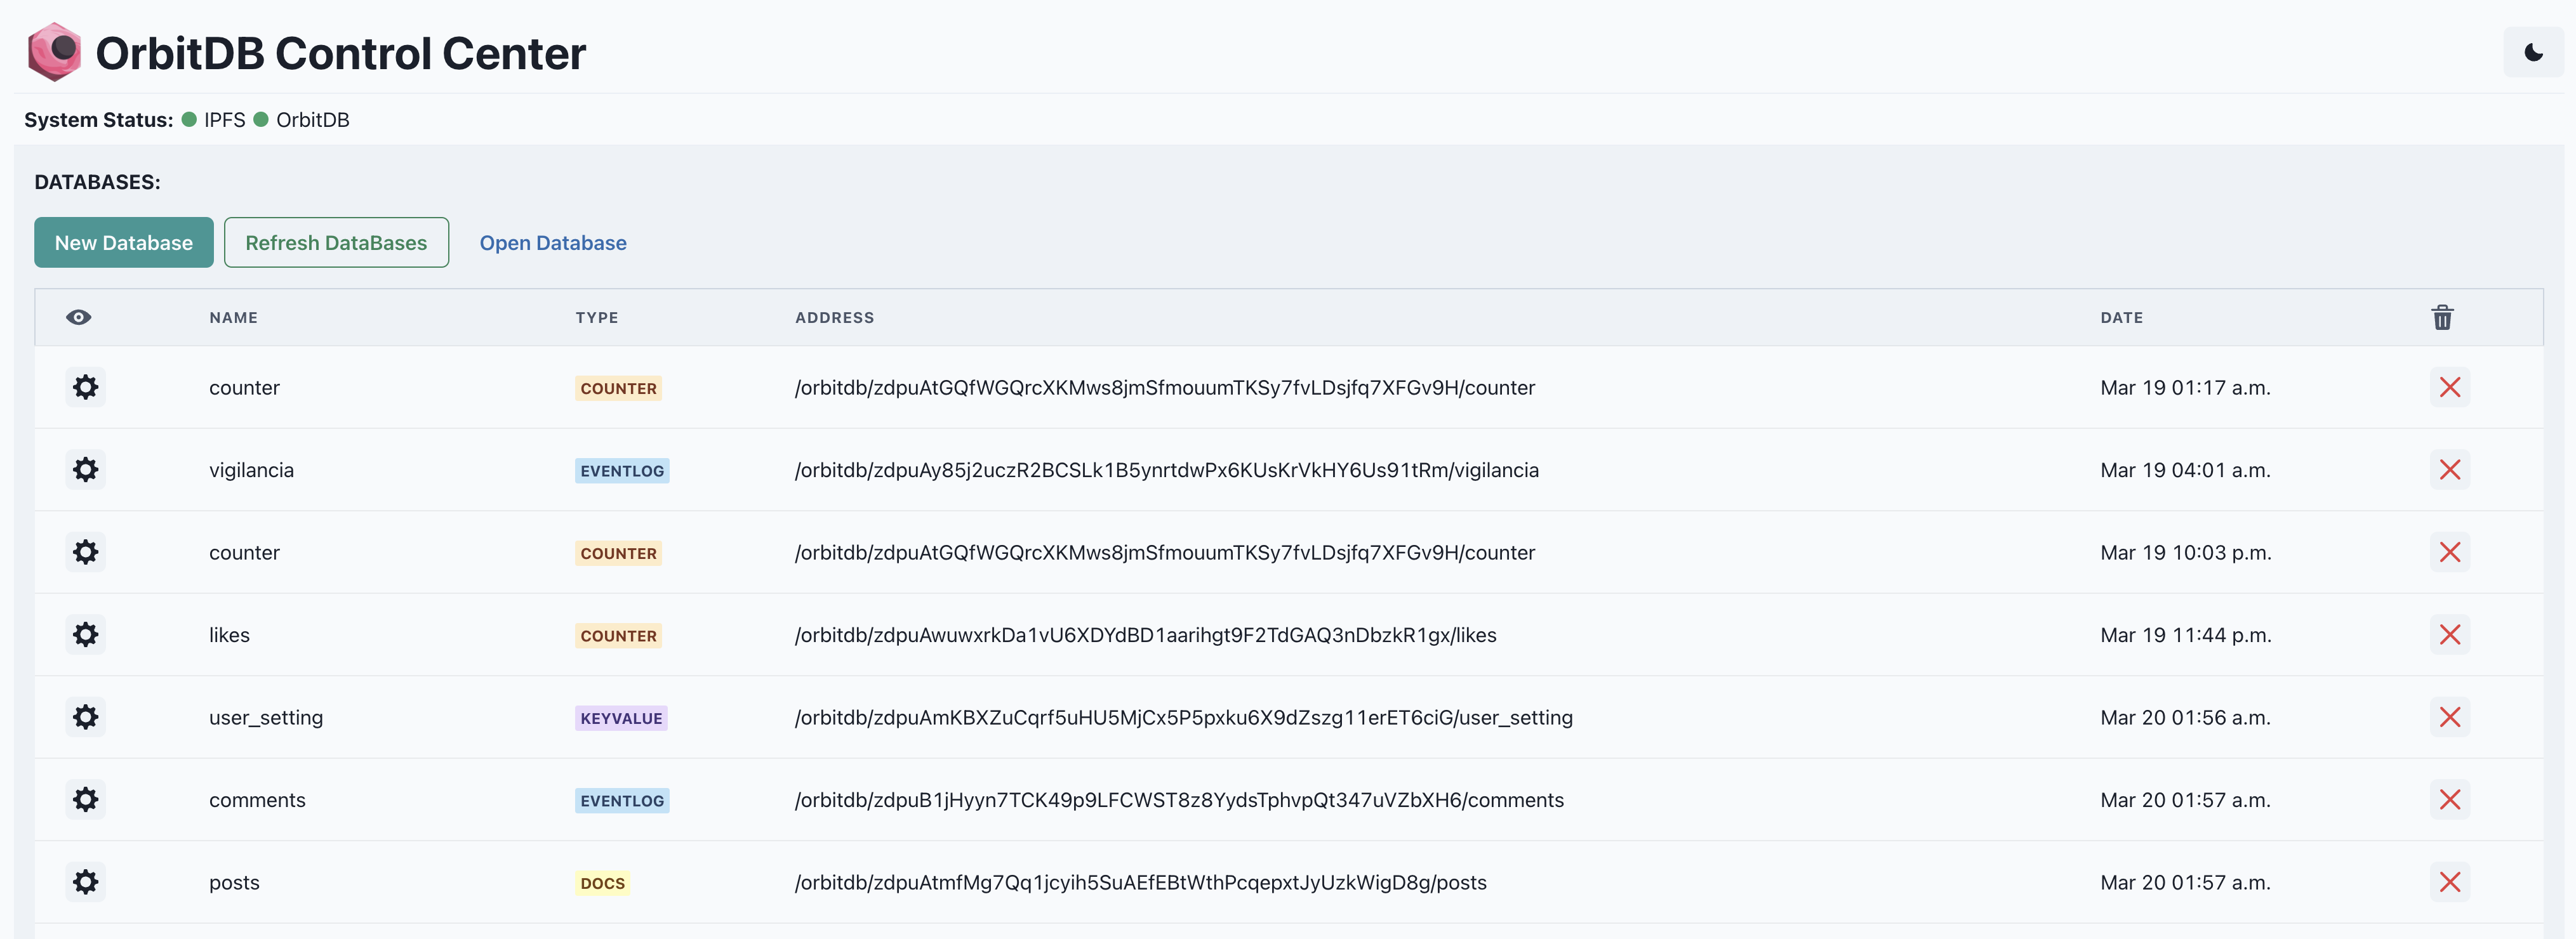 OrbitDB Control Center
System Status: IPFS OrbitDB
DATABASES:
New Database Refresh DataBases Open Database
NAME TYPE ADDRESS DATE
counter COUNTER /orbitdb/zdpuAtGQfWGQrcXKMws8jmSfmouumTKSy7fvLDsjfq7XFGv9H/counter Mar 19 01:17 a.m.
vigilancia EVENTLOG /orbitdb/zdpuAy85j2uczR2BCSLk1B5ynrtdwPx6KUsKrVkHY6Us91tRm/vigilancia Mar 19 04:01 a.m.
counter COUNTER /orbitdb/zdpuAtGQfWGQrcXKMws8jmSfmouumTKSy7fvLDsjfq7XFGv9H/counter Mar 19 10:03 p.m.
likes COUNTER /orbitdb/zdpuAwuwxrkDa1vU6XDYdBD1aarihgt9F2TdGAQ3nDbzkR1gx/likes Mar 19 11:44 p.m.
user_setting KEYVALUE /orbitdb/zdpuAmKBXZuCqrf5uHU5MjCx5P5pxku6X9dZszg11erET6ciG/user_setting Mar 20 01:56 a.m.
comments EVENTLOG /orbitdb/zdpuB1jHyyn7TCK49p9LFCWST8z8YydsTphvpQt347uVZbXH6/comments Mar 20 01:57 a.m.
posts DOCS /orbitdb/zdpuAtmfMg7Qq1jcyih5SuAEfEBtWthPcqepxtJyUzkWigD8g/posts Mar 20 01:57 a.m.